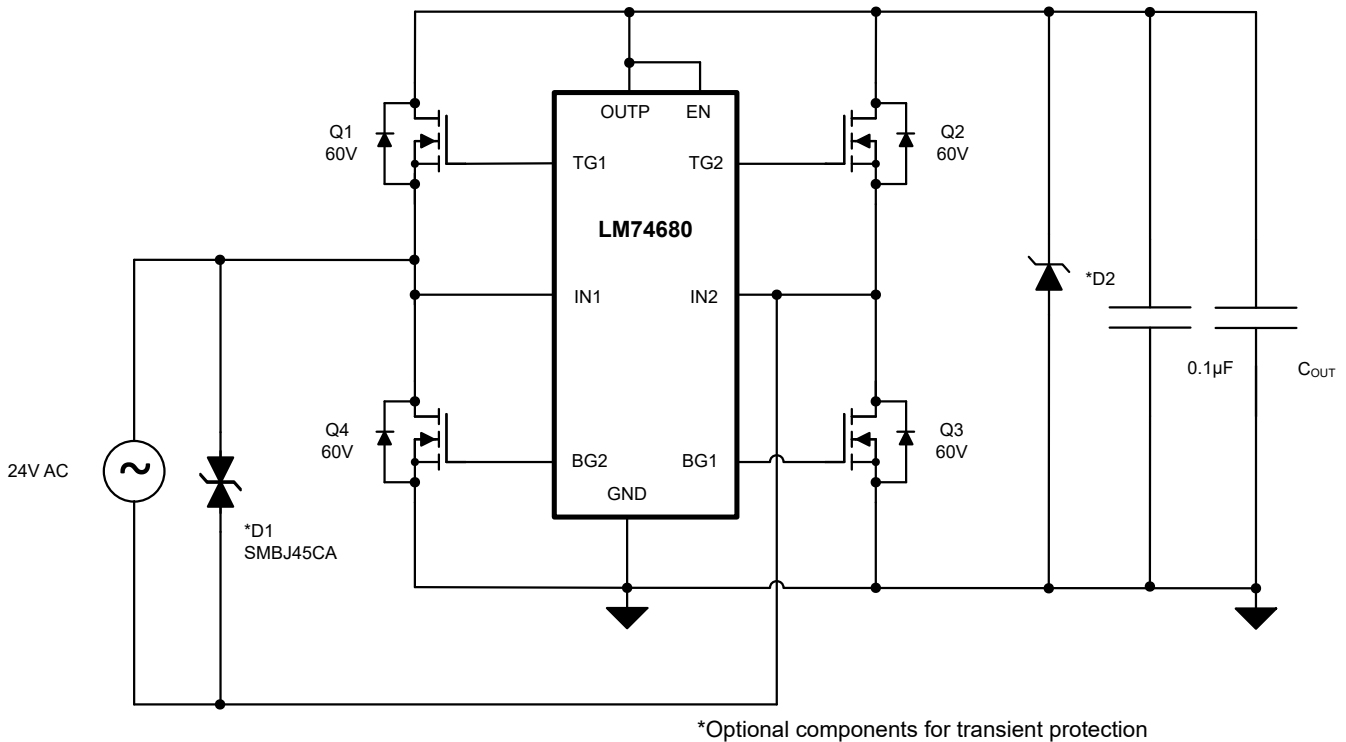 OUTP
EN
Q1
60V
Q2
60V
TG1
TG2
LM74680
*D2
IN1
IN2
0.1µF
COUT
Q4
60V
Q3
60V
24V AC
~
BG2
BG1
GND
*D1
SMBJ45CA
*Optional components for transient protection